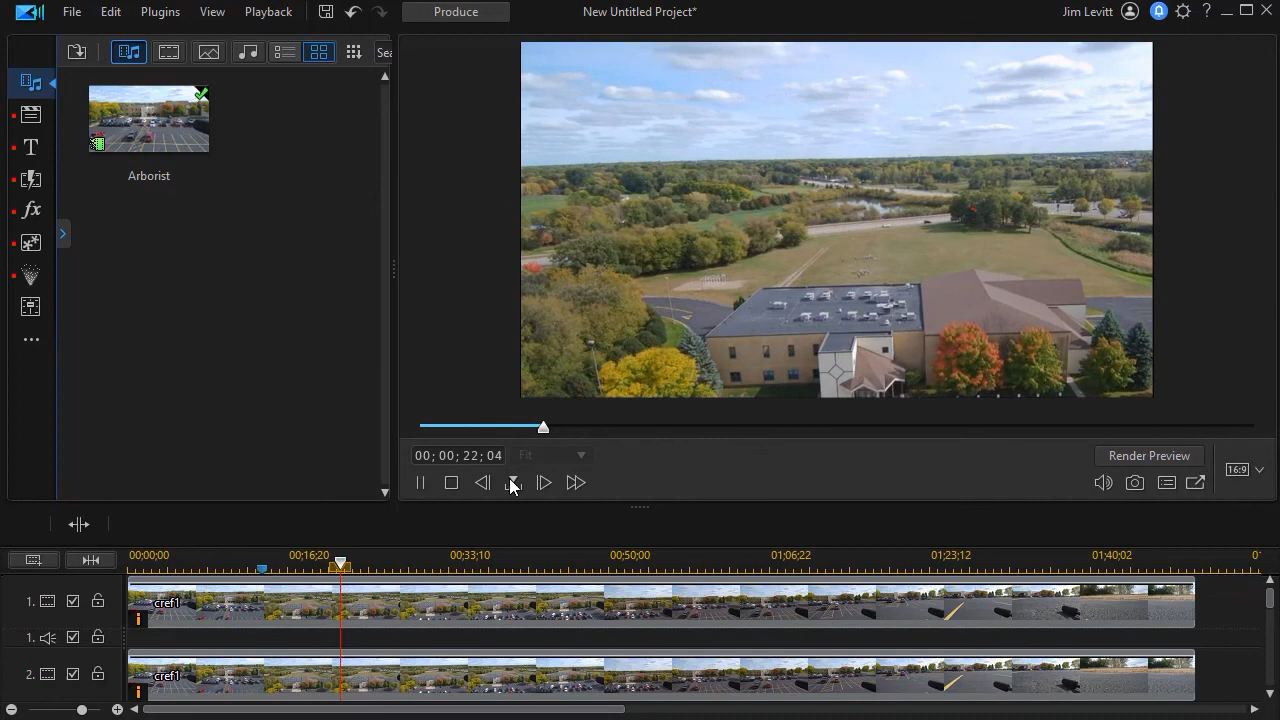 File Edit Plugins View Playback Produce New Untitled Project* Jim Levitt ?
T Sea
fx
Arborist
00; 00; 22; 04 Fit Render Preview
16:9
00;00;00 00;16;20 00;33;10 00;50;00 01;06;22 01;23;12 01;40;02
1. cref1
1.
2. cref1